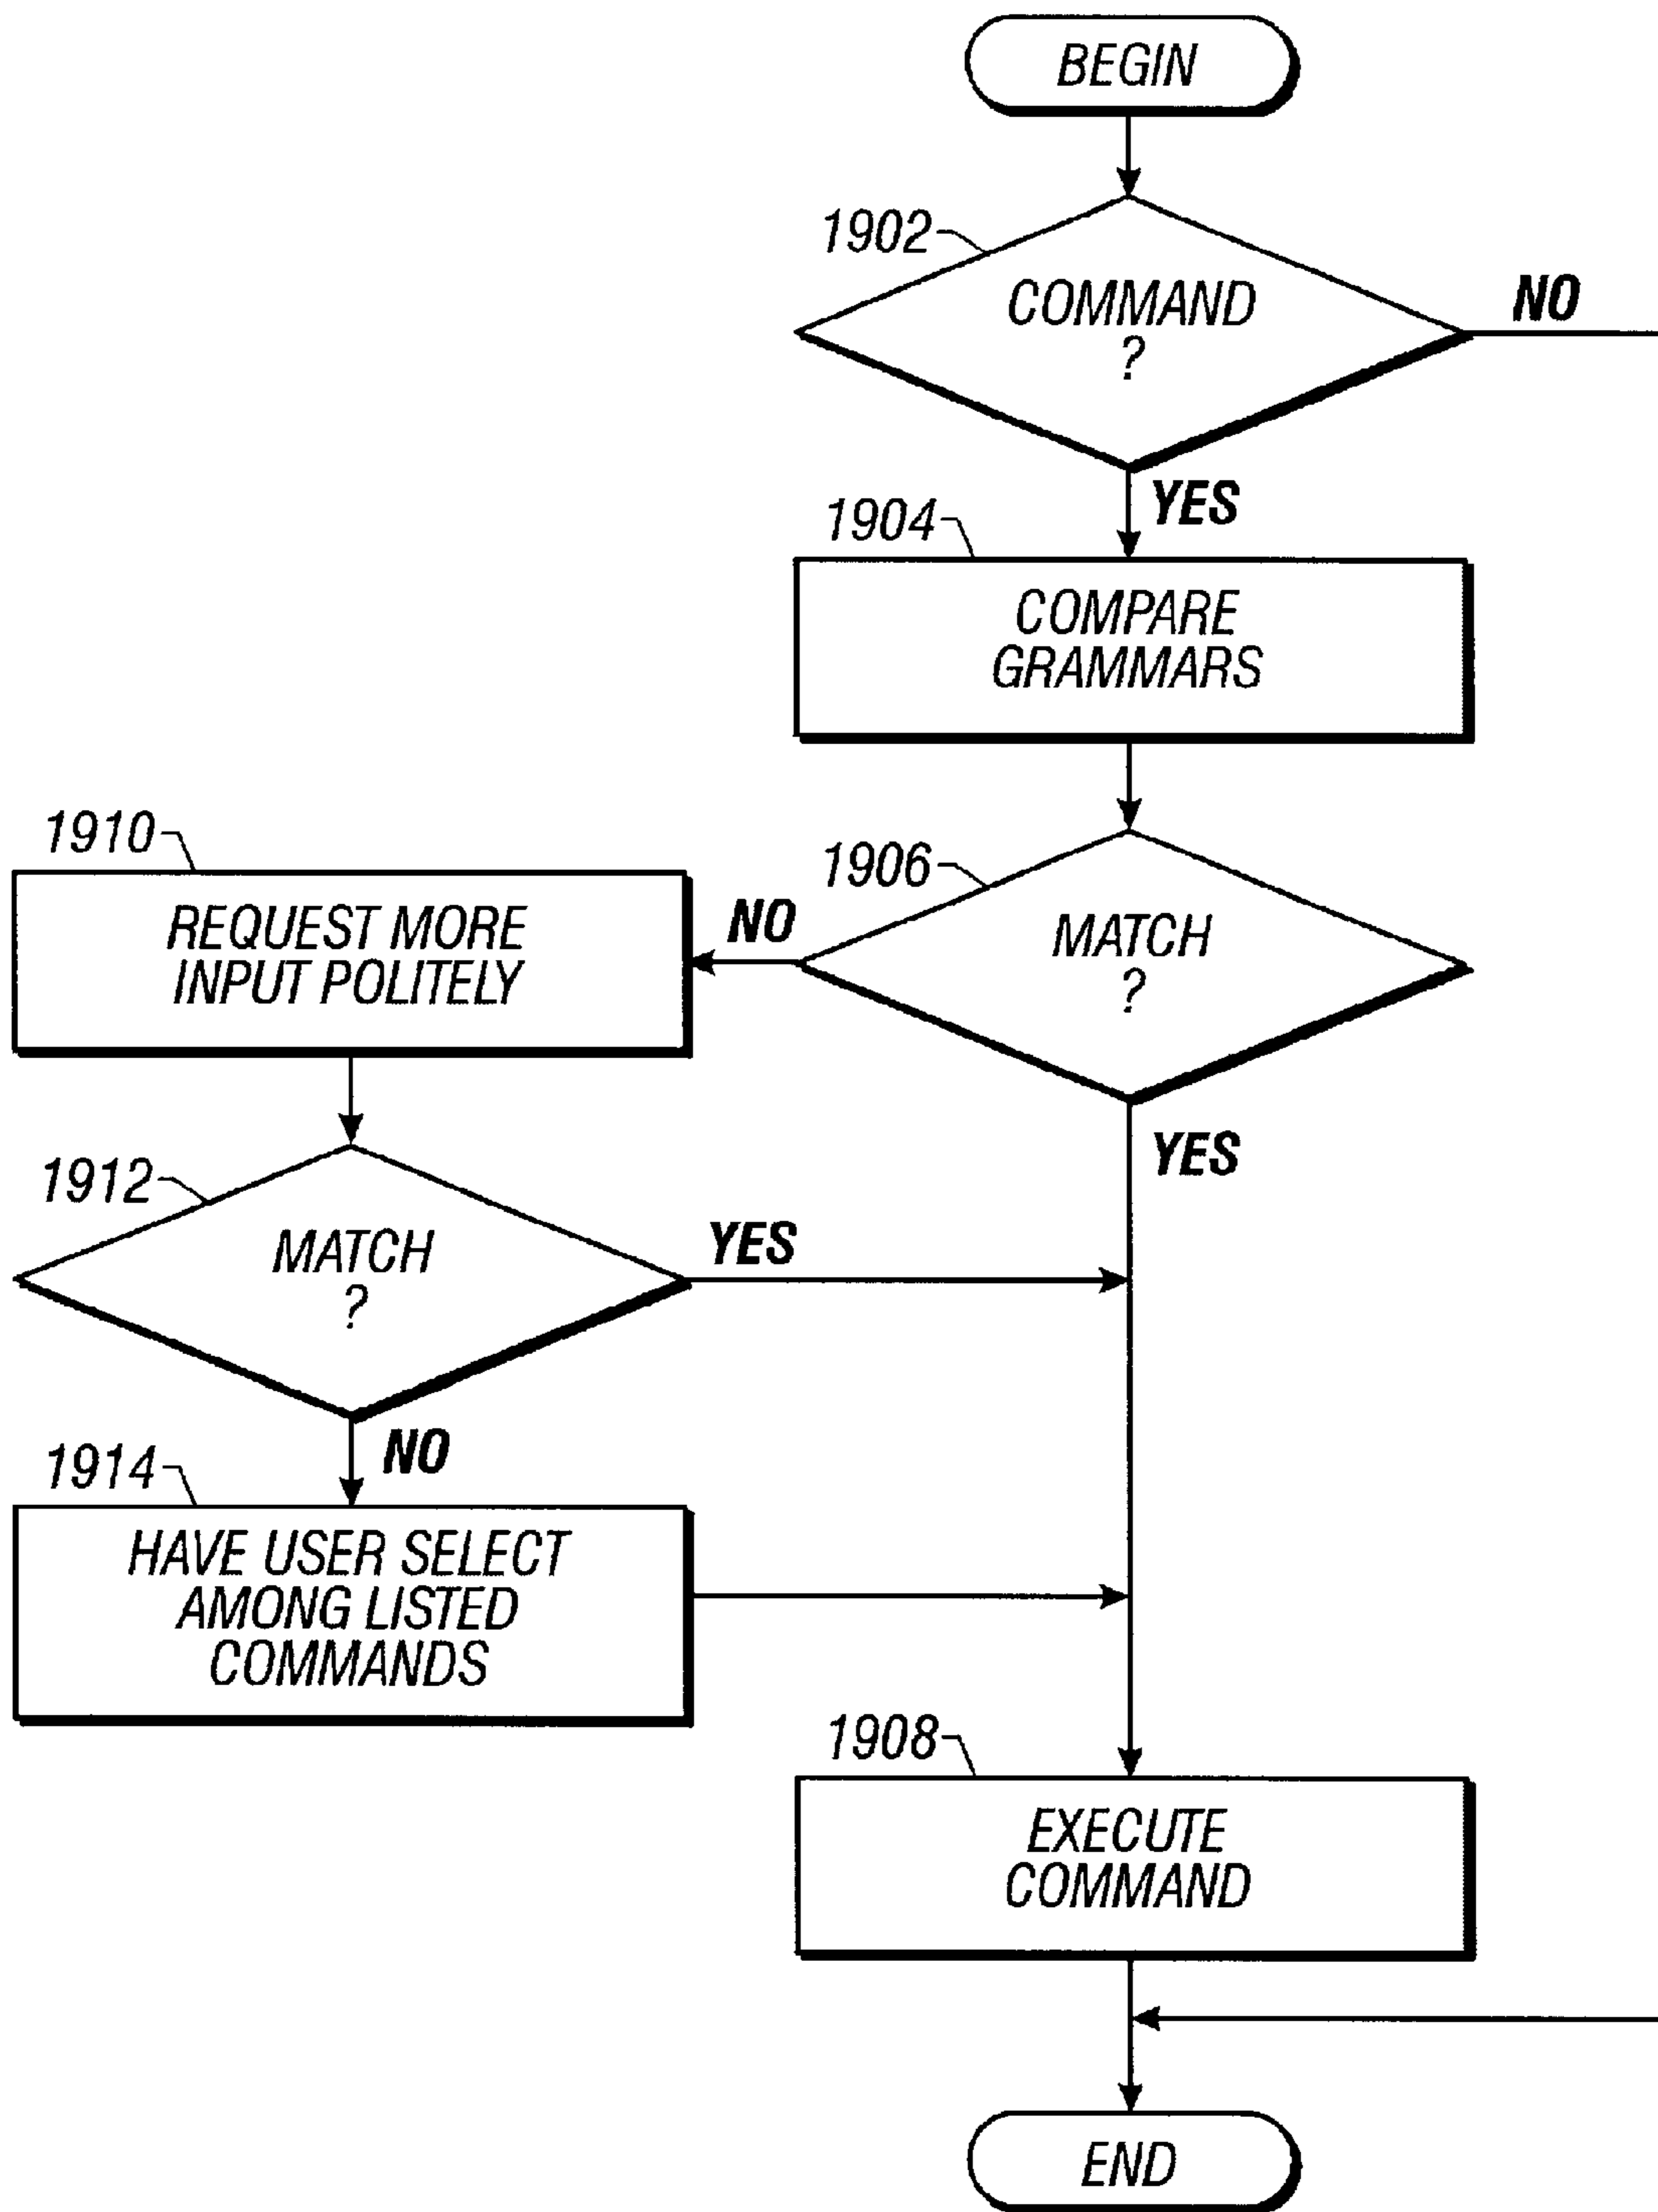 BEGIN
1902
COMMAND
?
NO
YES
1904
COMPARE
GRAMMARS
1910
1906
REQUEST MORE
INPUT POLITELY
NO
MATCH
?
YES
1912
MATCH
?
YES
NO
1914
HAVE USER SELECT
AMONG LISTED
COMMANDS
1908
EXECUTE
COMMAND
END